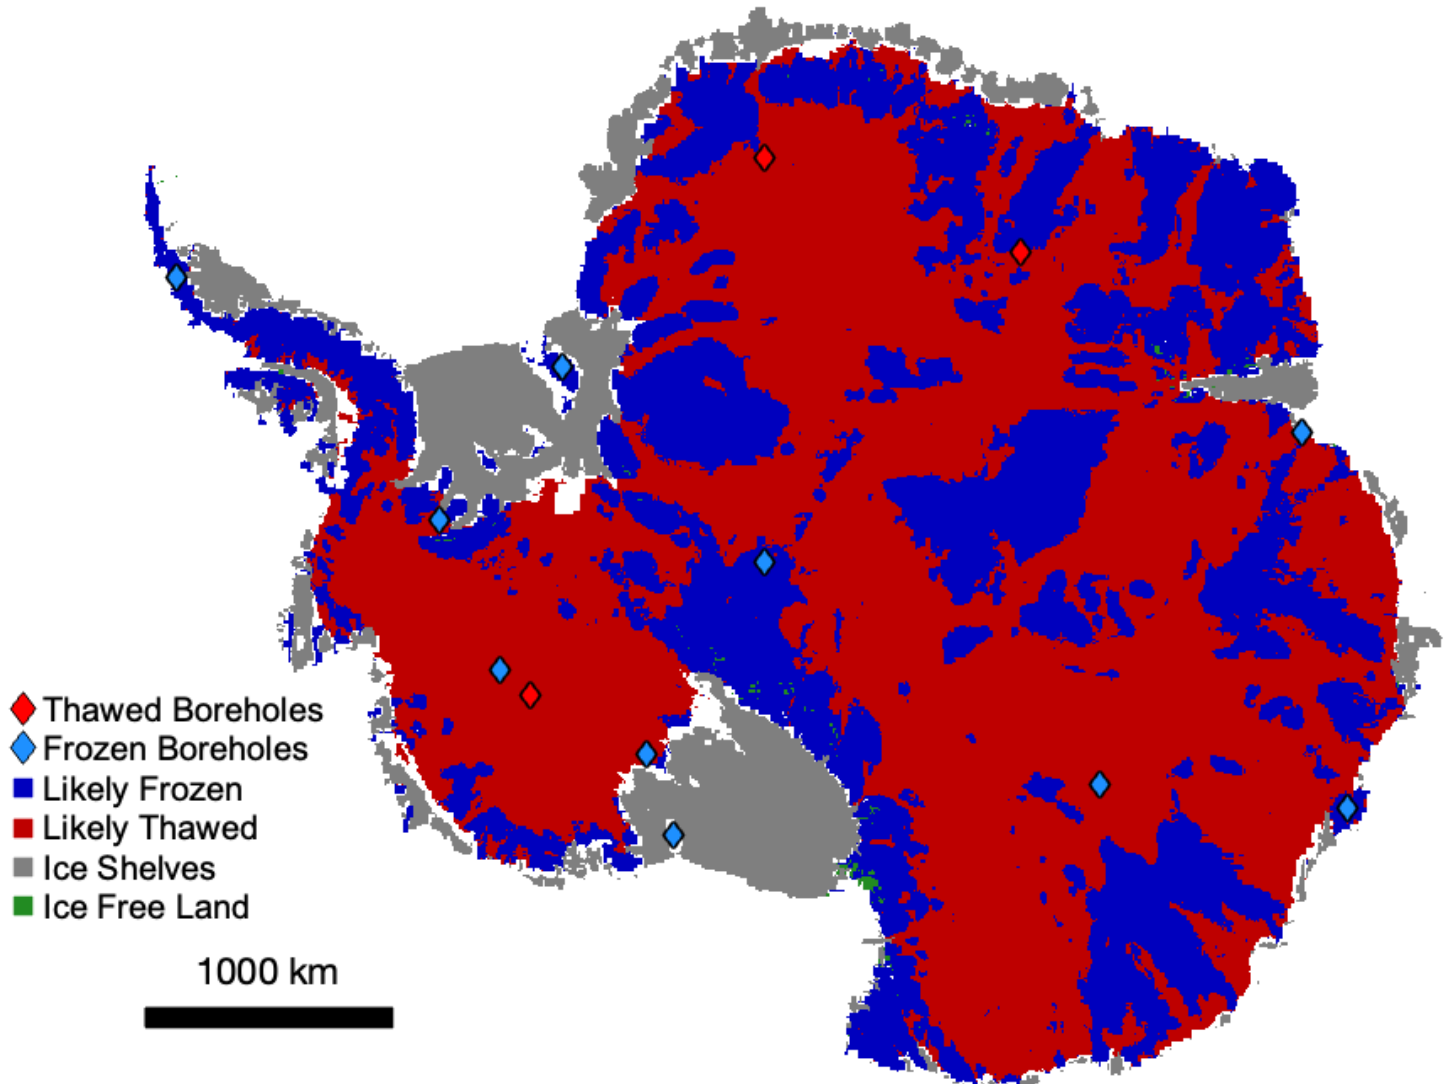 Thawed Boreholes
Frozen Boreholes
Likely Frozen
Likely Thawed
Ice Shelves
Ice Free Land
1000 km